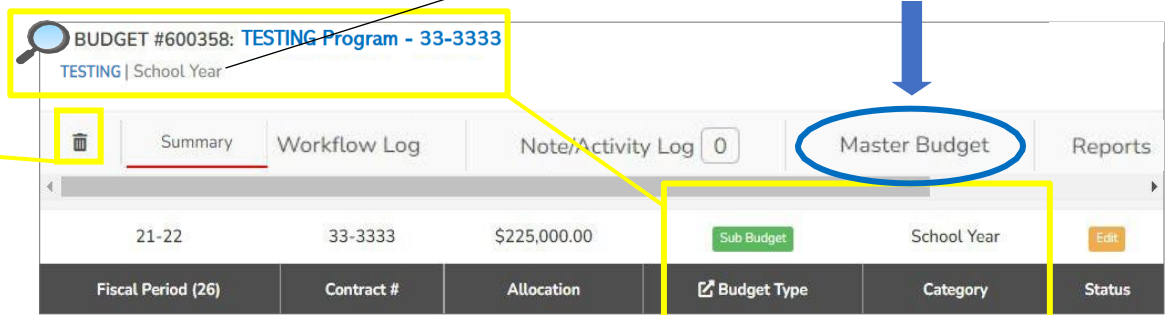 BUDGET #600358: TESTING Program - 33-3333
TESTING | School Year
Summary Workflow Log Note/Activity Log 0 Master Budget Reports
21-22 33-3333 $225,000.00 Sub Budget School Year Edit
Fiscal Period (26) Contract # Allocation Budget Type Category Status